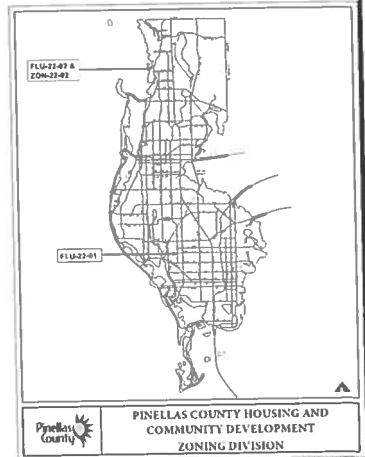 FLU-22-02 &
ZON-22-02
FLU-22-01
Pinellas
County
PINELLAS COUNTY HOUSING AND
COMMUNITY DEVELOPMENT
ZONING DIVISION